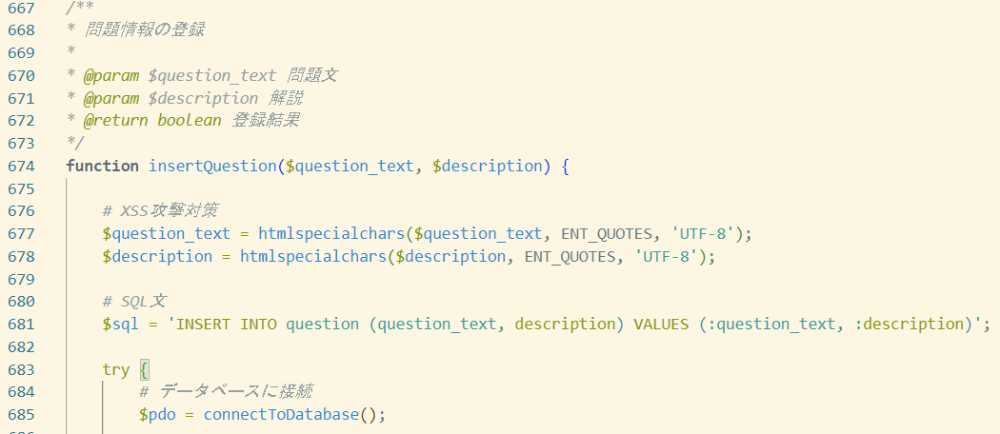 667 /**
668 * 問題情報の登録
669 *
670 * @param $question_text 問題文
671 * @param $description 解説
672 * @return boolean 登録結果
673 */
674 function insertQuestion($question_text, $description) {
675
676 # XSS攻撃対策
677 $question_text = htmlspecialchars($question_text, ENT_QUOTES, 'UTF-8');
678 $description = htmlspecialchars($description, ENT_QUOTES, 'UTF-8');
679
680 # SQL文
681 $sql = 'INSERT INTO question (question_text, description) VALUES (:question_text, :description)';
682
683 try {
684 # データベースに接続
685 $pdo = connectToDatabase();